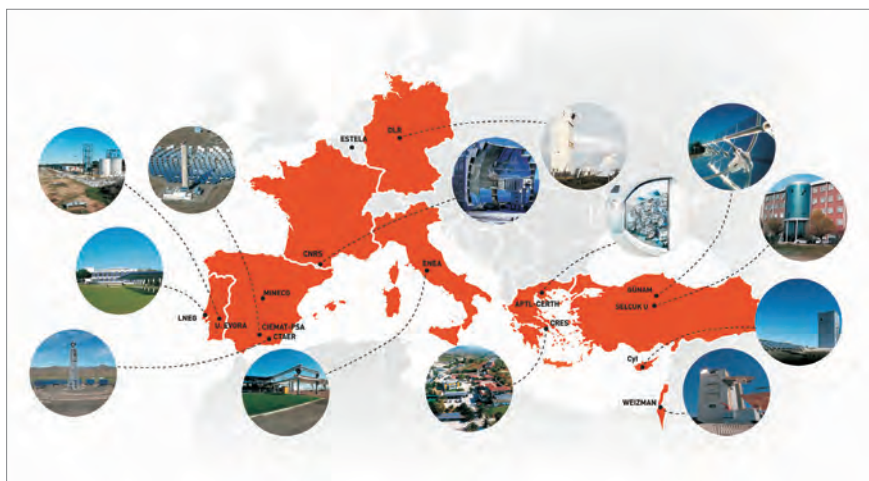 ESTELA
DLR
CNRS
ENEA
MINECO
LNEG
U. EVORA
CIEMAT-PSA
CTAER
APTL-CERTH
CRES
GÜNAM
SELCUK U
CyI
WEIZMAN